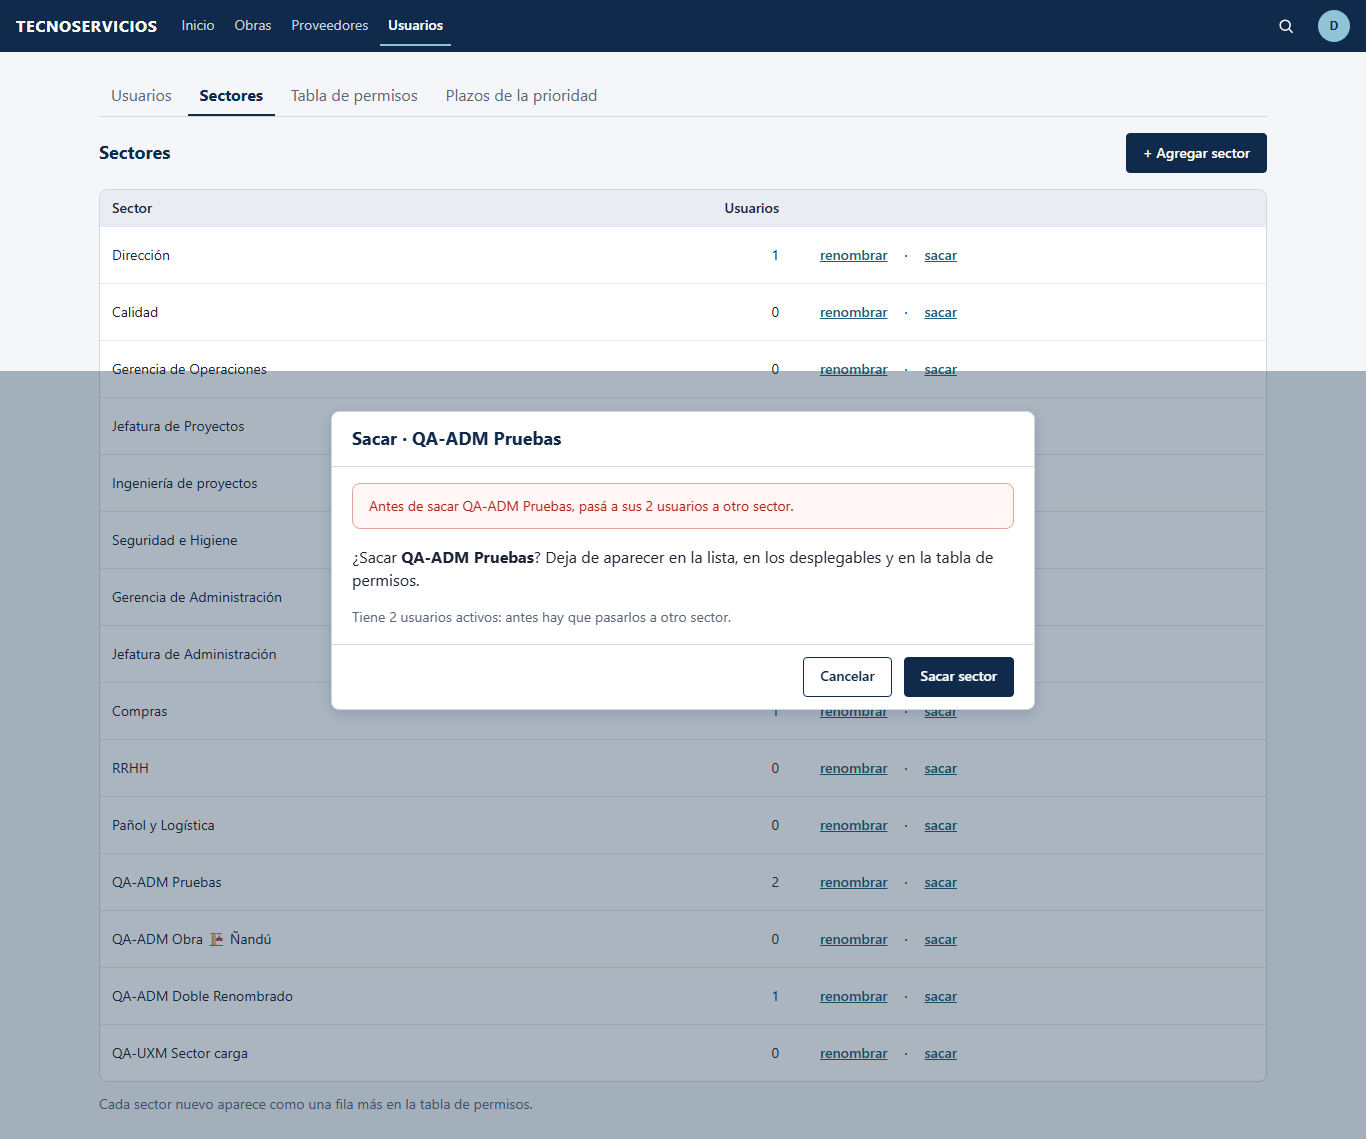 TECNOSERVICIOS Inicio Obras Proveedores Usuarios D
Usuarios Sectores Tabla de permisos Plazos de la prioridad
Sectores + Agregar sector
Sector Usuarios
Dirección 1 renombrar · sacar
Calidad 0 renombrar · sacar
Gerencia de Operaciones 0 renombrar · sacar
Jefatura de Proyectos
Ingeniería de proyectos
Seguridad e Higiene
Gerencia de Administración
Jefatura de Administración
Sacar · QA-ADM Pruebas
Antes de sacar QA-ADM Pruebas, pasá a sus 2 usuarios a otro sector.
¿Sacar QA-ADM Pruebas? Deja de aparecer en la lista, en los desplegables y en la tabla de
permisos.
Tiene 2 usuarios activos: antes hay que pasarlos a otro sector.
Cancelar Sacar sector
Compras 1 renombrar · sacar
RRHH 0 renombrar · sacar
Pañol y Logística 0 renombrar · sacar
QA-ADM Pruebas 2 renombrar · sacar
QA-ADM Obra 🏗 Ñandú 0 renombrar · sacar
QA-ADM Doble Renombrado 1 renombrar · sacar
QA-UXM Sector carga 0 renombrar · sacar
Cada sector nuevo aparece como una fila más en la tabla de permisos.